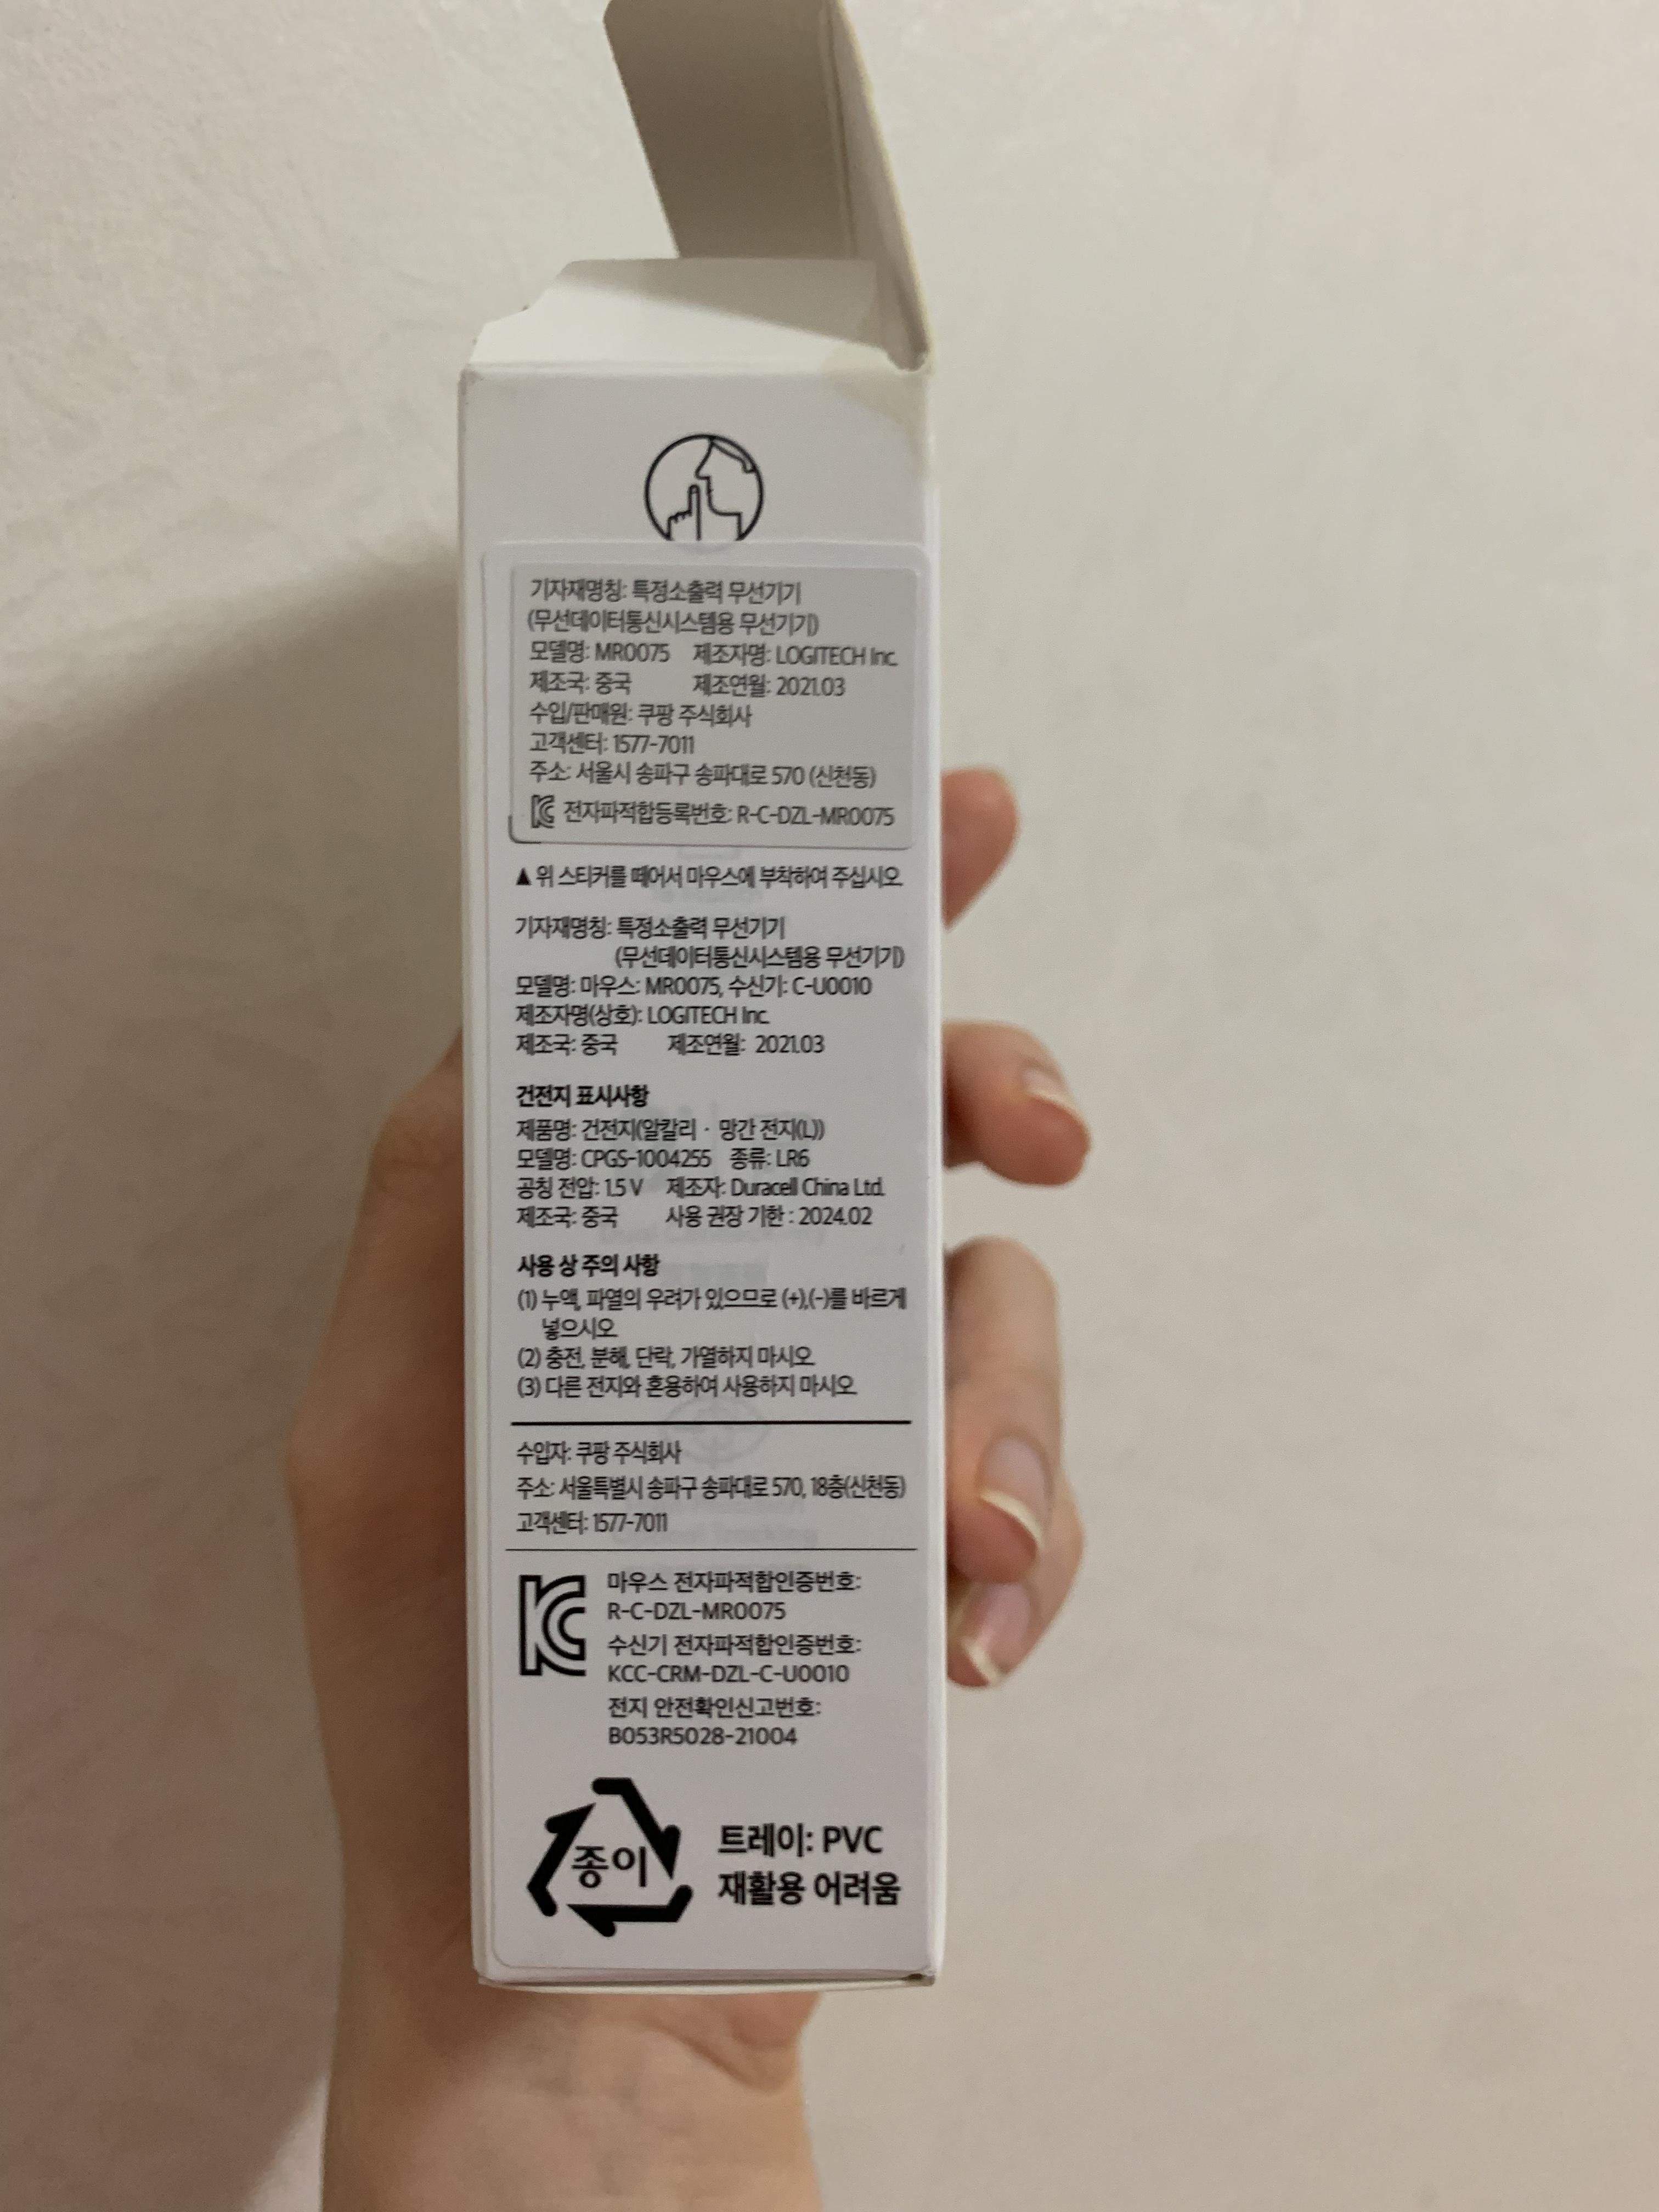 기자재명칭: 특정소출력 무선기기
(무선데이터통신시스템용 무선기기)
모델명: MR0075 제조자명: LOGITECH Inc.
제조국: 중국 제조연월: 2021.03
수입/판매원: 쿠팡 주식회사
고객센터: 1577-7011
주소: 서울시 송파구 송파대로 570 (신천동)
전자파적합등록번호: R-C-DZL-MR0075
▲ 위 스티커를 떼어서 마우스에 부착하여 주십시오
기자재명칭: 특정소출력 무선기기
(무선데이터통신시스템용 무선기기)
모델명: 마우스: MR0075, 수신기: C-U0010
제조자명(상호): LOGITECH Inc.
제조국: 중국 제조연월: 2021.03
건전지 표시사항
제품명: 건전지(알칼리 · 망간 전지(L))
모델명: CPGS-1004255 종류: LR6
공칭 전압: 1.5 V 제조자: Duracell China Ltd.
제조국: 중국 사용 권장 기한 : 2024.02
사용 상 주의 사항
(1) 누액, 파열의 우려가 있으므로 (+),(-)를 바르게
넣으시오
(2) 충전, 분해, 단락, 가열하지 마시오
(3) 다른 전지와 혼용하여 사용하지 마시오
수입자: 쿠팡 주식회사
주소: 서울특별시 송파구 송파대로 570, 18층(신천동)
고객센터: 1577-7011
마우스 전자파적합인증번호:
R-C-DZL-MR0075
수신기 전자파적합인증번호:
KCC-CRM-DZL-C-U0010
전지 안전확인신고번호:
B053R5028-21004
종이
트레이: PVC
재활용 어려움